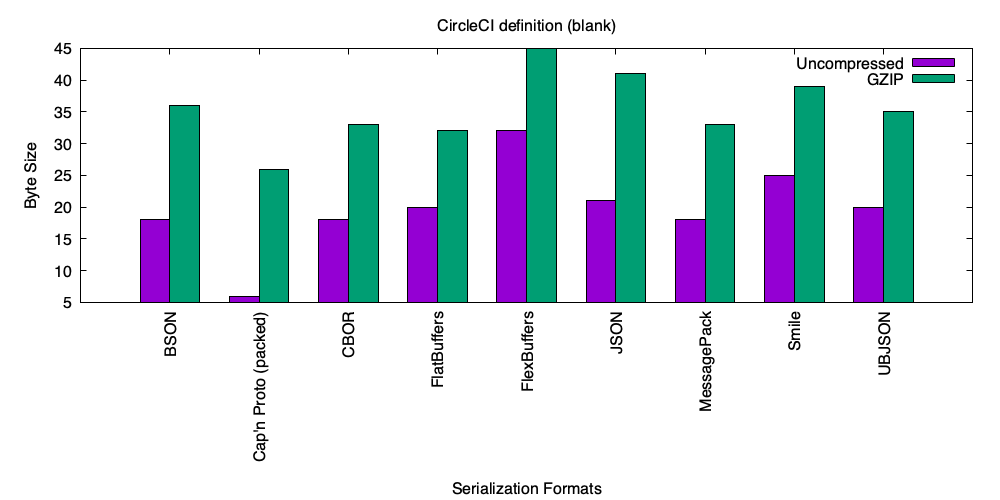 CircleCI definition (blank)
45
40
35
30
25
20
15
10
5
Byte Size
Uncompressed
GZIP
BSON
Cap'n Proto (packed)
CBOR
FlatBuffers
FlexBuffers
JSON
MessagePack
Smile
UBJSON
Serialization Formats